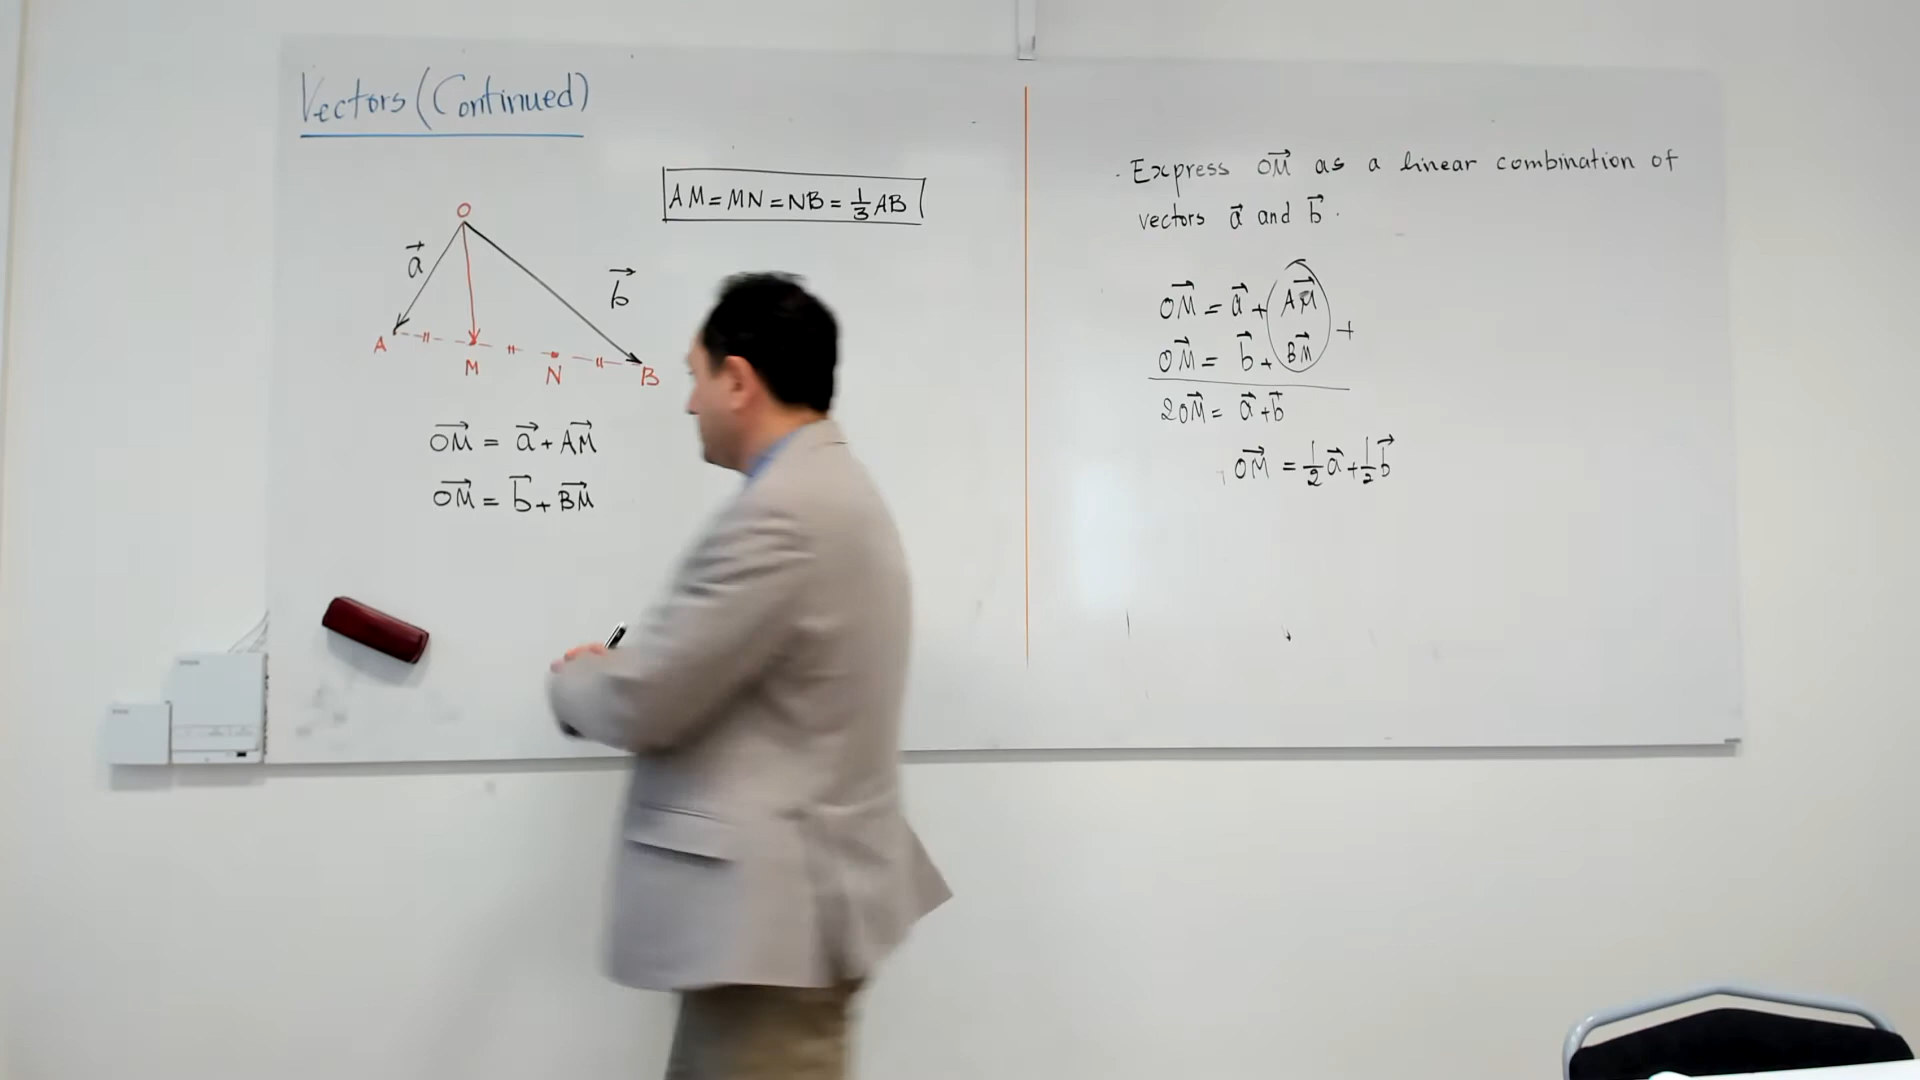 Vectors (Continued)
AM = MN = NB = 1/3 AB
O
a⃗
b⃗
A
M
N
B
OM⃗ = a⃗ + AM⃗
OM⃗ = b⃗ + BM⃗
. Express OM⃗ as a linear combination of
vectors a⃗ and b⃗ .
OM⃗ = a⃗ + AM⃗
OM⃗ = b⃗ + BM⃗
+
2OM⃗ = a⃗ + b⃗
OM⃗ = 1/2 a⃗ + 1/2 b⃗